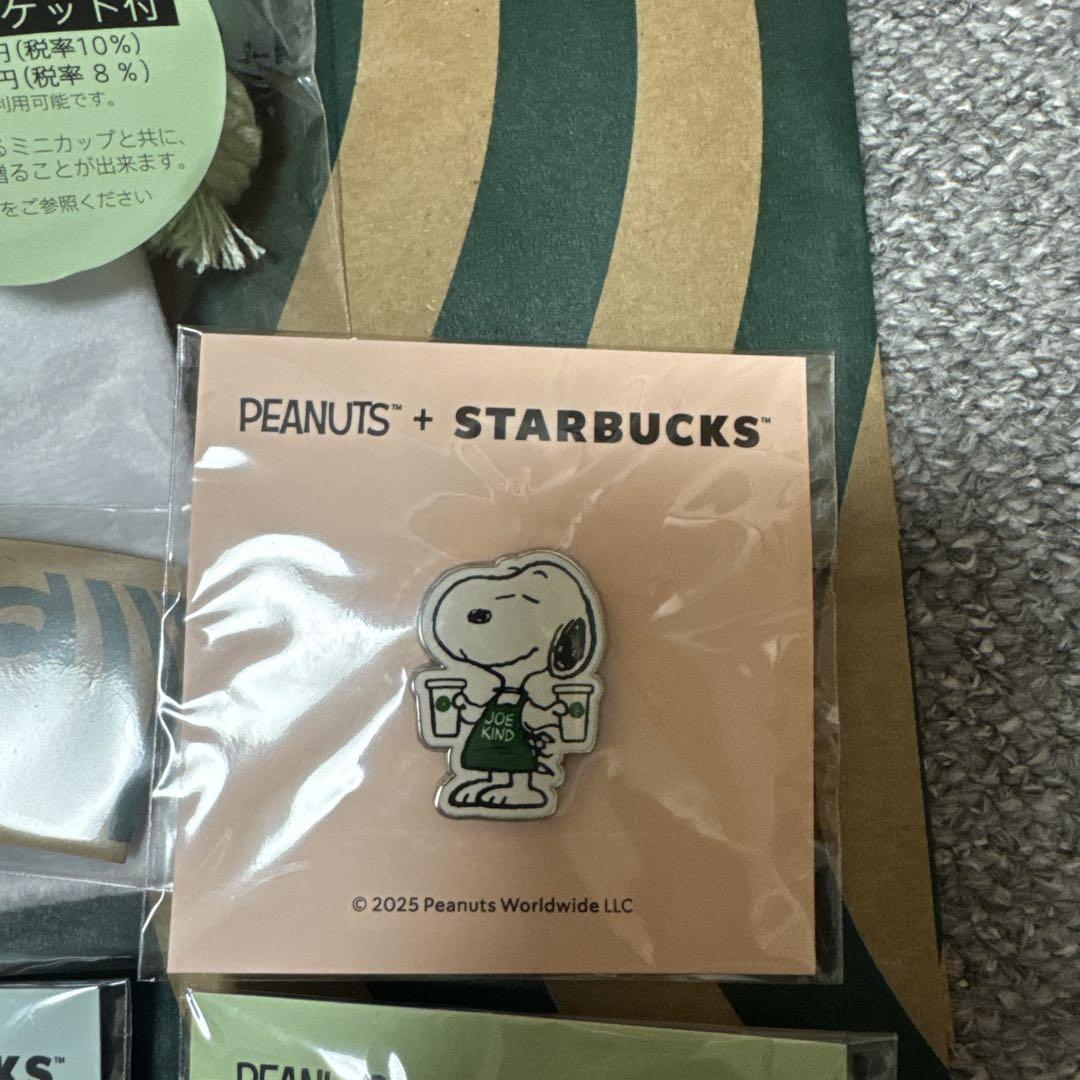 ケット付
円(税率10%)
円(税率 8 %)
利用可能です。
るミニカップと共に、
贈ることが出来ます。
をご参照ください
PEANUTS™ + STARBUCKS™
JOE
KIND
© 2025 Peanuts Worldwide LLC
KS™
PEANUTS